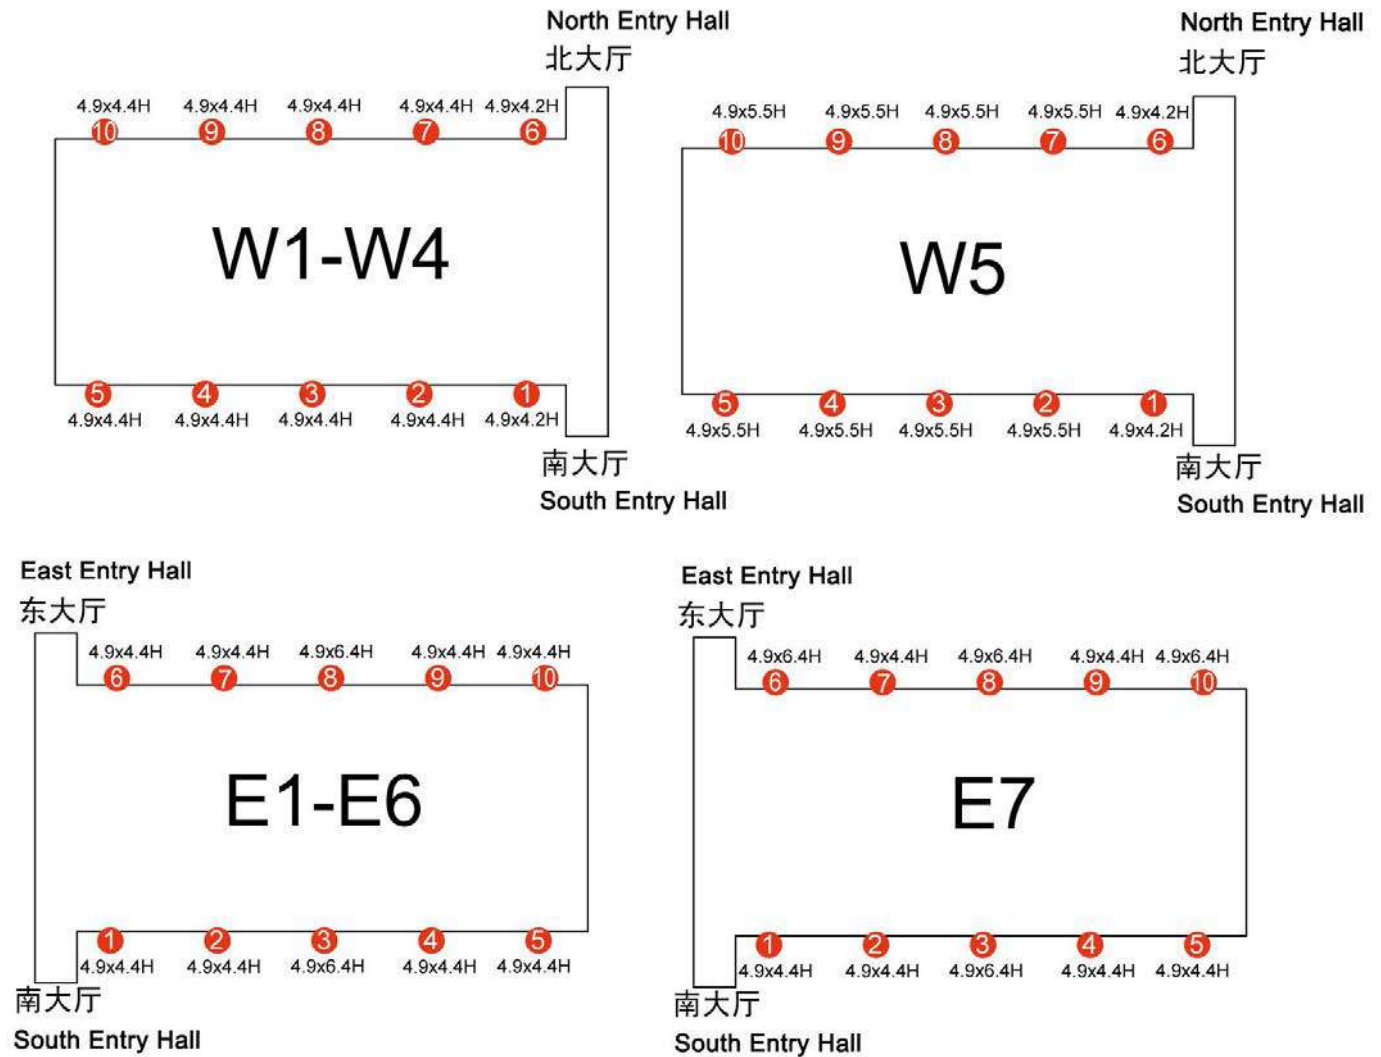 North Entry Hall
北大厅
4.9x4.4H 4.9x4.4H 4.9x4.4H 4.9x4.4H 4.9x4.2H
10 9 8 7 6
W1-W4
5 4 3 2 1
4.9x4.4H 4.9x4.4H 4.9x4.4H 4.9x4.4H 4.9x4.2H
南大厅
South Entry Hall
North Entry Hall
北大厅
4.9x5.5H 4.9x5.5H 4.9x5.5H 4.9x5.5H 4.9x4.2H
10 9 8 7 6
W5
5 4 3 2 1
4.9x5.5H 4.9x5.5H 4.9x5.5H 4.9x5.5H 4.9x4.2H
南大厅
South Entry Hall
East Entry Hall
东大厅
4.9x4.4H 4.9x4.4H 4.9x6.4H 4.9x4.4H 4.9x4.4H
6 7 8 9 10
E1-E6
1 2 3 4 5
4.9x4.4H 4.9x4.4H 4.9x6.4H 4.9x4.4H 4.9x4.4H
南大厅
South Entry Hall
East Entry Hall
东大厅
4.9x6.4H 4.9x4.4H 4.9x6.4H 4.9x4.4H 4.9x6.4H
6 7 8 9 10
E7
1 2 3 4 5
4.9x4.4H 4.9x4.4H 4.9x6.4H 4.9x4.4H 4.9x4.4H
南大厅
South Entry Hall